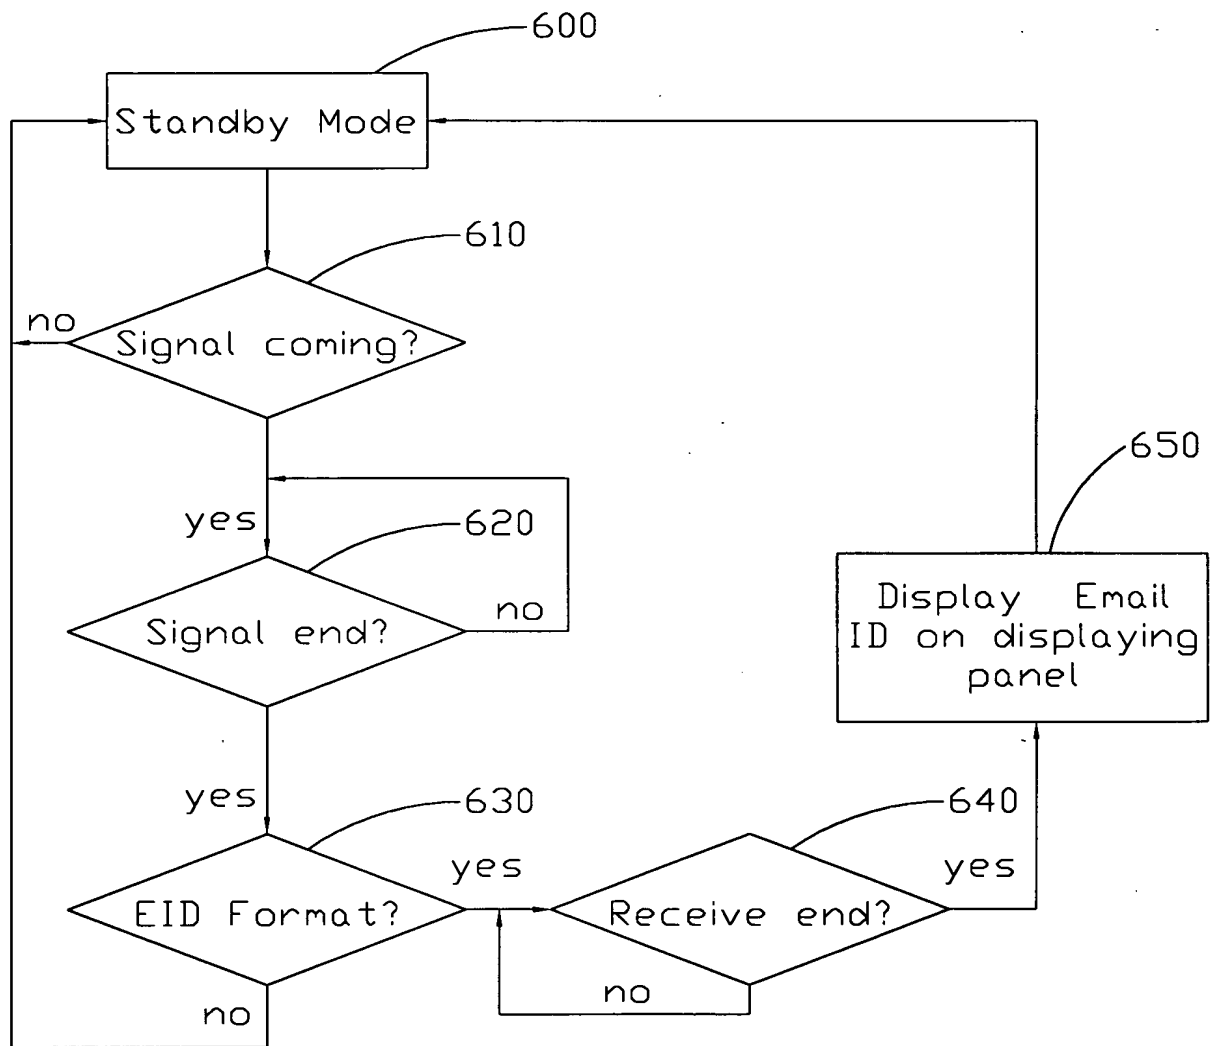 600
Standby Mode
610
no
Signal coming?
650
yes
620
Signal end?
no
Display Email
ID on displaying
panel
yes
630
640
yes
yes
EID Format?
Receive end?
no
no